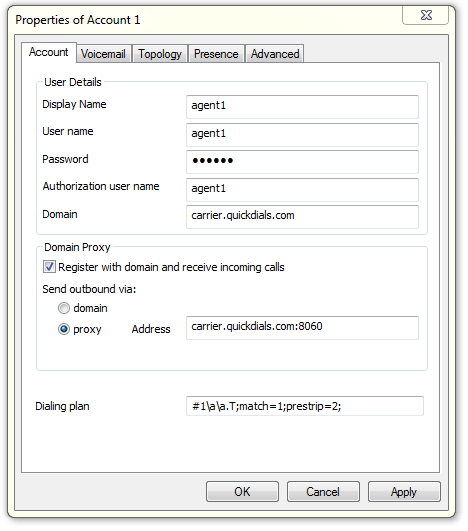 Properties of Account 1
Account Voicemail Topology Presence Advanced
User Details
Display Name agent1
User name agent1
Password ●●●●●●
Authorization user name agent1
Domain carrier.quickdials.com
Domain Proxy
Register with domain and receive incoming calls
Send outbound via:
domain
proxy Address carrier.quickdials.com:8060
Dialing plan #1\a\a.T;match=1;prestrip=2;
OK Cancel Apply